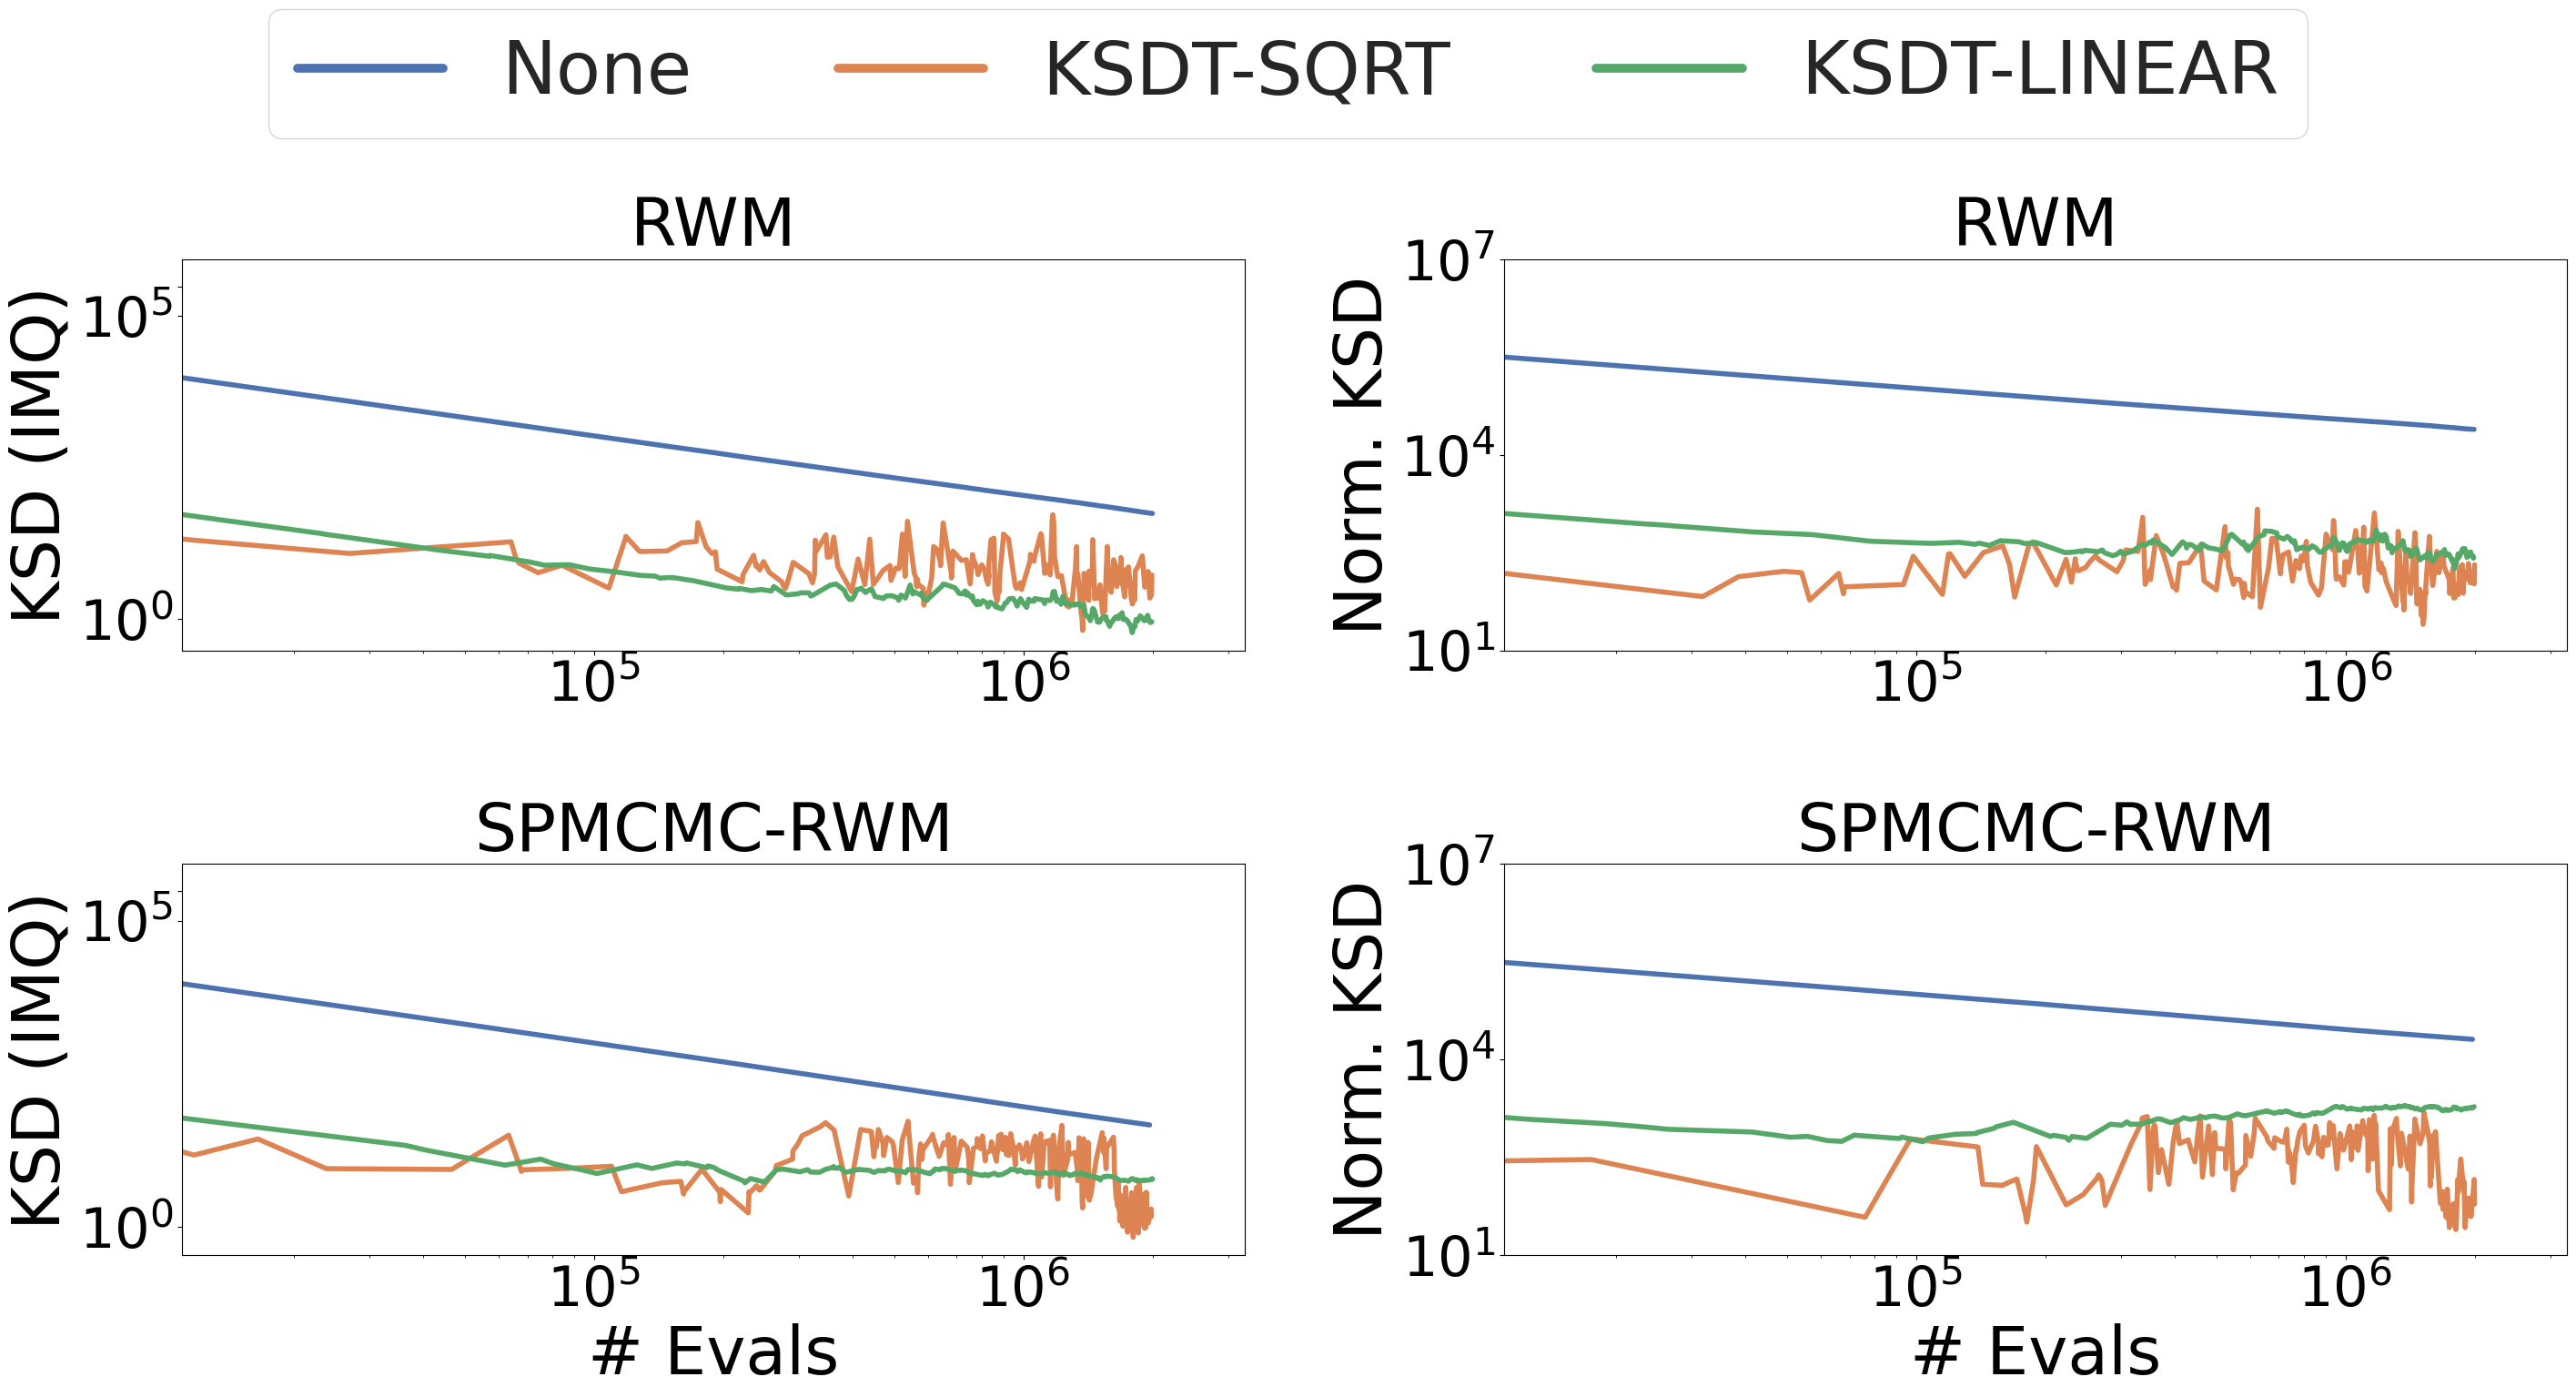 None KSDT-SQRT KSDT-LINEAR
RWM
KSD (IMQ)
10^5
10^0
10^5 10^6
RWM
Norm. KSD
10^7
10^4
10^1
10^5 10^6
SPMCMC-RWM
KSD (IMQ)
10^5
10^0
10^5 10^6
# Evals
SPMCMC-RWM
Norm. KSD
10^7
10^4
10^1
10^5 10^6
# Evals